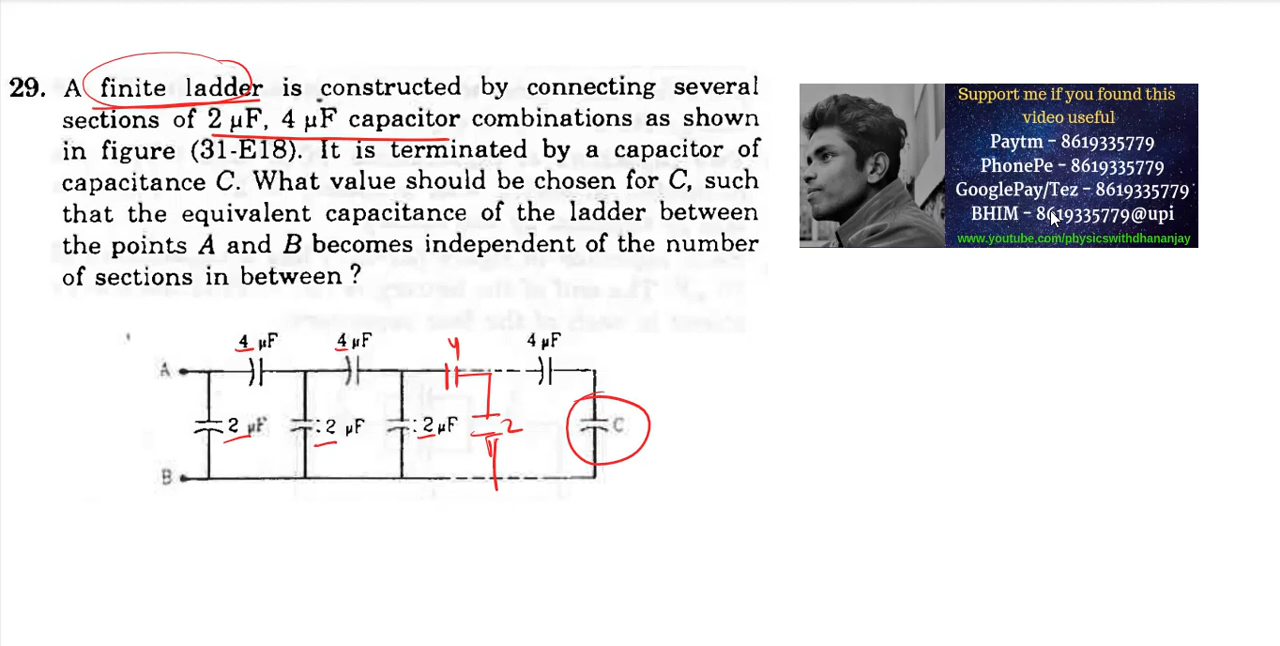 29. A finite ladder is constructed by connecting several
sections of 2 µF, 4 µF capacitor combinations as shown
in figure (31-E18). It is terminated by a capacitor of
capacitance C. What value should be chosen for C, such
that the equivalent capacitance of the ladder between
the points A and B becomes independent of the number
of sections in between ?
Support me if you found this
video useful
Paytm - 8619335779
PhonePe - 8619335779
GooglePay/Tez - 8619335779
BHIM - 8619335779@upi
www.youtube.com/physicswithdhananjay
4 µF 4 µF 4 4 µF
A
2 µF 2 µF 2 µF 2 C
B